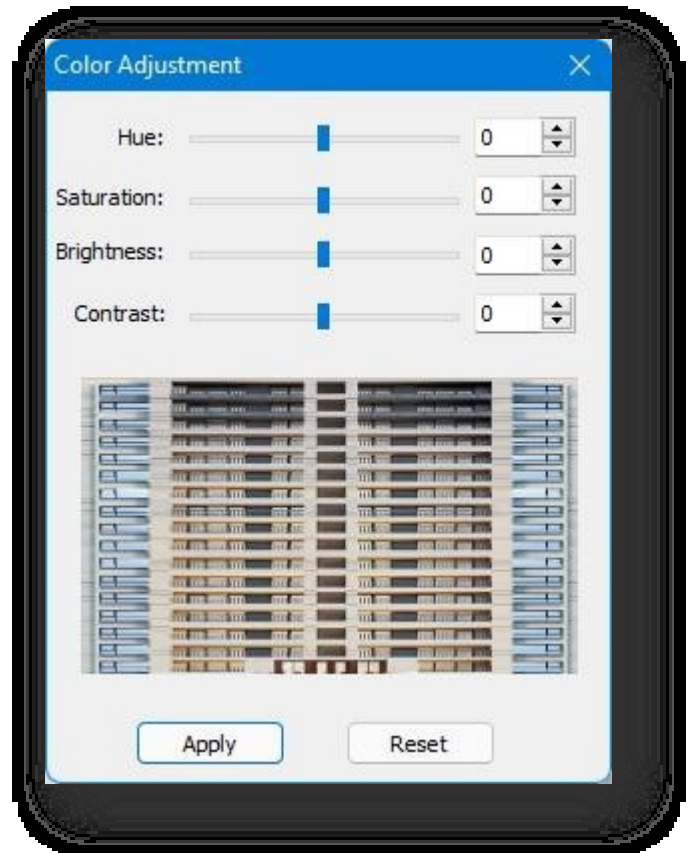 Color Adjustment
Hue: 0
Saturation: 0
Brightness: 0
Contrast: 0
Apply Reset